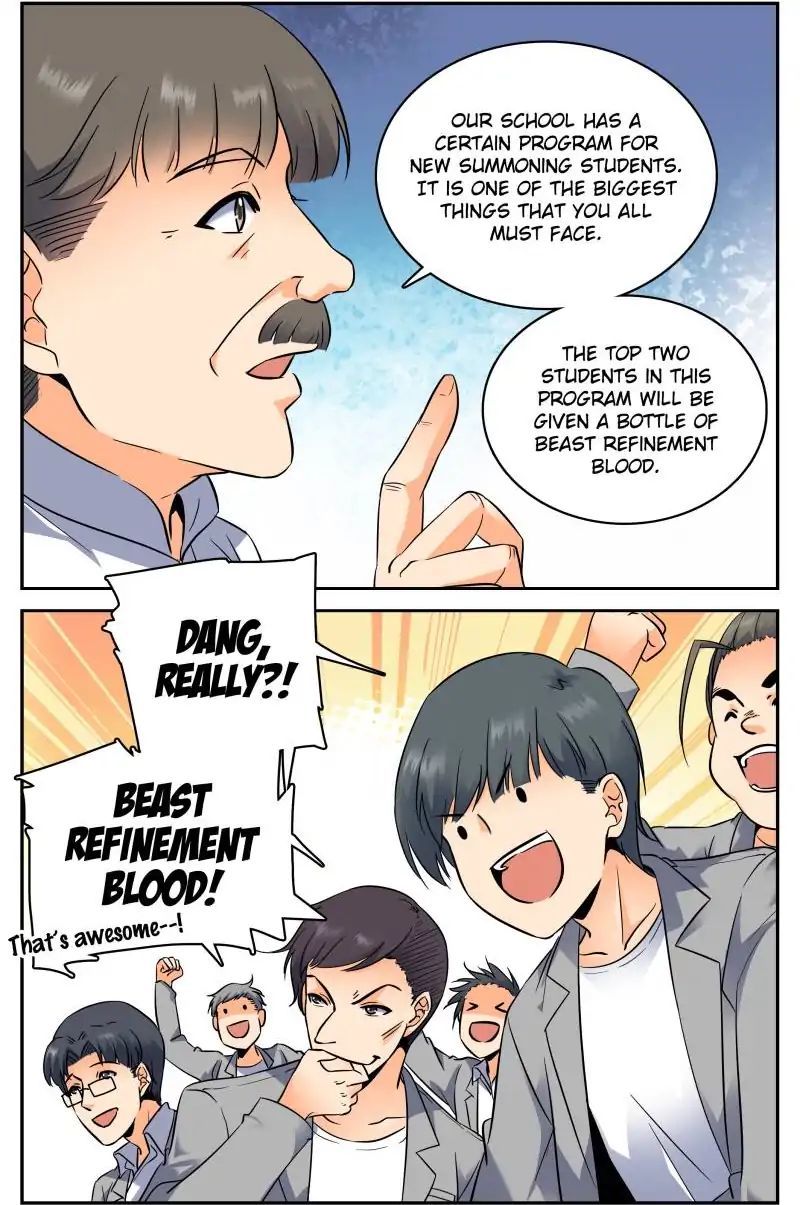 OUR SCHOOL HAS A
CERTAIN PROGRAM FOR
NEW SUMMONING STUDENTS.
IT IS ONE OF THE BIGGEST
THINGS THAT YOU ALL
MUST FACE.
THE TOP TWO
STUDENTS IN THIS
PROGRAM WILL BE
GIVEN A BOTTLE OF
BEAST REFINEMENT
BLOOD.
DANG,
REALLY?!
BEAST
REFINEMENT
BLOOD!
That's awesome--!